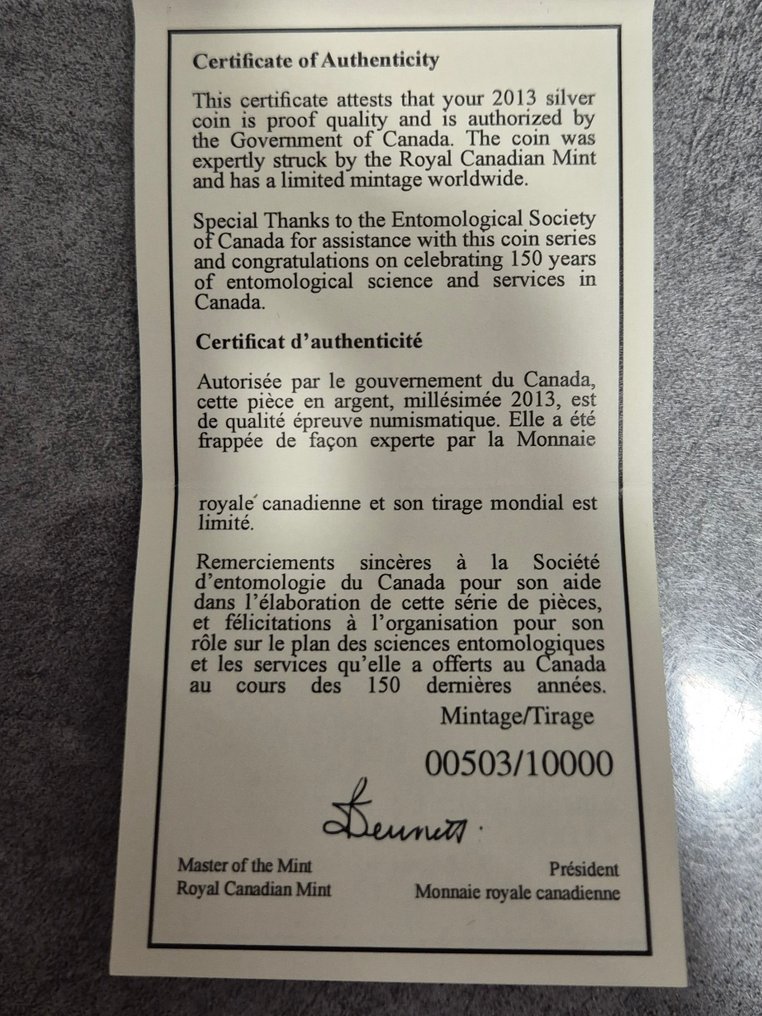 Certificate of Authenticity
This certificate attests that your 2013 silver
coin is proof quality and is authorized by
the Government of Canada. The coin was
expertly struck by the Royal Canadian Mint
and has a limited mintage worldwide.
Special Thanks to the Entomological Society
of Canada for assistance with this coin series
and congratulations on celebrating 150 years
of entomological science and services in
Canada.
Certificat d’authenticité
Autorisée par le gouvernement du Canada,
cette pièce en argent, millésimée 2013, est
de qualité épreuve numismatique. Elle a été
frappée de façon experte par la Monnaie
royale canadienne et son tirage mondial est
limité.
Remerciements sincères à la Société
d’entomologie du Canada pour son aide
dans l’élaboration de cette série de pièces,
et félicitations à l’organisation pour son
rôle sur le plan des sciences entomologiques
et les services qu’elle a offerts au Canada
au cours des 150 dernières années.
Mintage/Tirage
00503/10000
Bennett
Master of the Mint
Royal Canadian Mint
Président
Monnaie royale canadienne